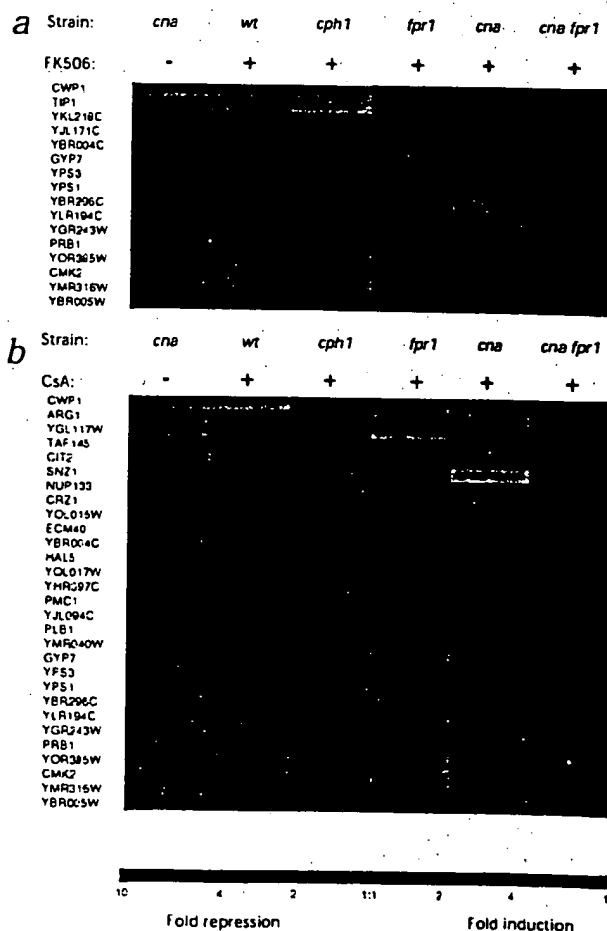 a Strain: cna wt cph1 fpr1 cna cna fpr1
FK506: - + + + + +
CWP1
TIP1
YKL218C
YJL171C
YBR004C
GYP7
YPS3
YPS1
YBR296C
YLR194C
YGR243W
PRB1
YOR385W
CMK2
YMR316W
YBR005W
b Strain: cna wt cph1 fpr1 cna cna fpr1
CsA: - + + + + +
CWP1
ARG1
YGL117W
TAF145
CIT2
SNZ1
NUP133
CRZ1
YOL015W
ECM40
YBR004C
HAL5
YOL017W
YHR097C
PMC1
YJL094C
PLB1
YMR040W
GYP7
YPS3
YPS1
YBR296C
YLR194C
YGR243W
PRB1
YOR385W
CMK2
YMR316W
YBR005W
10 4 2 1:1 2 4
Fold repression Fold induction